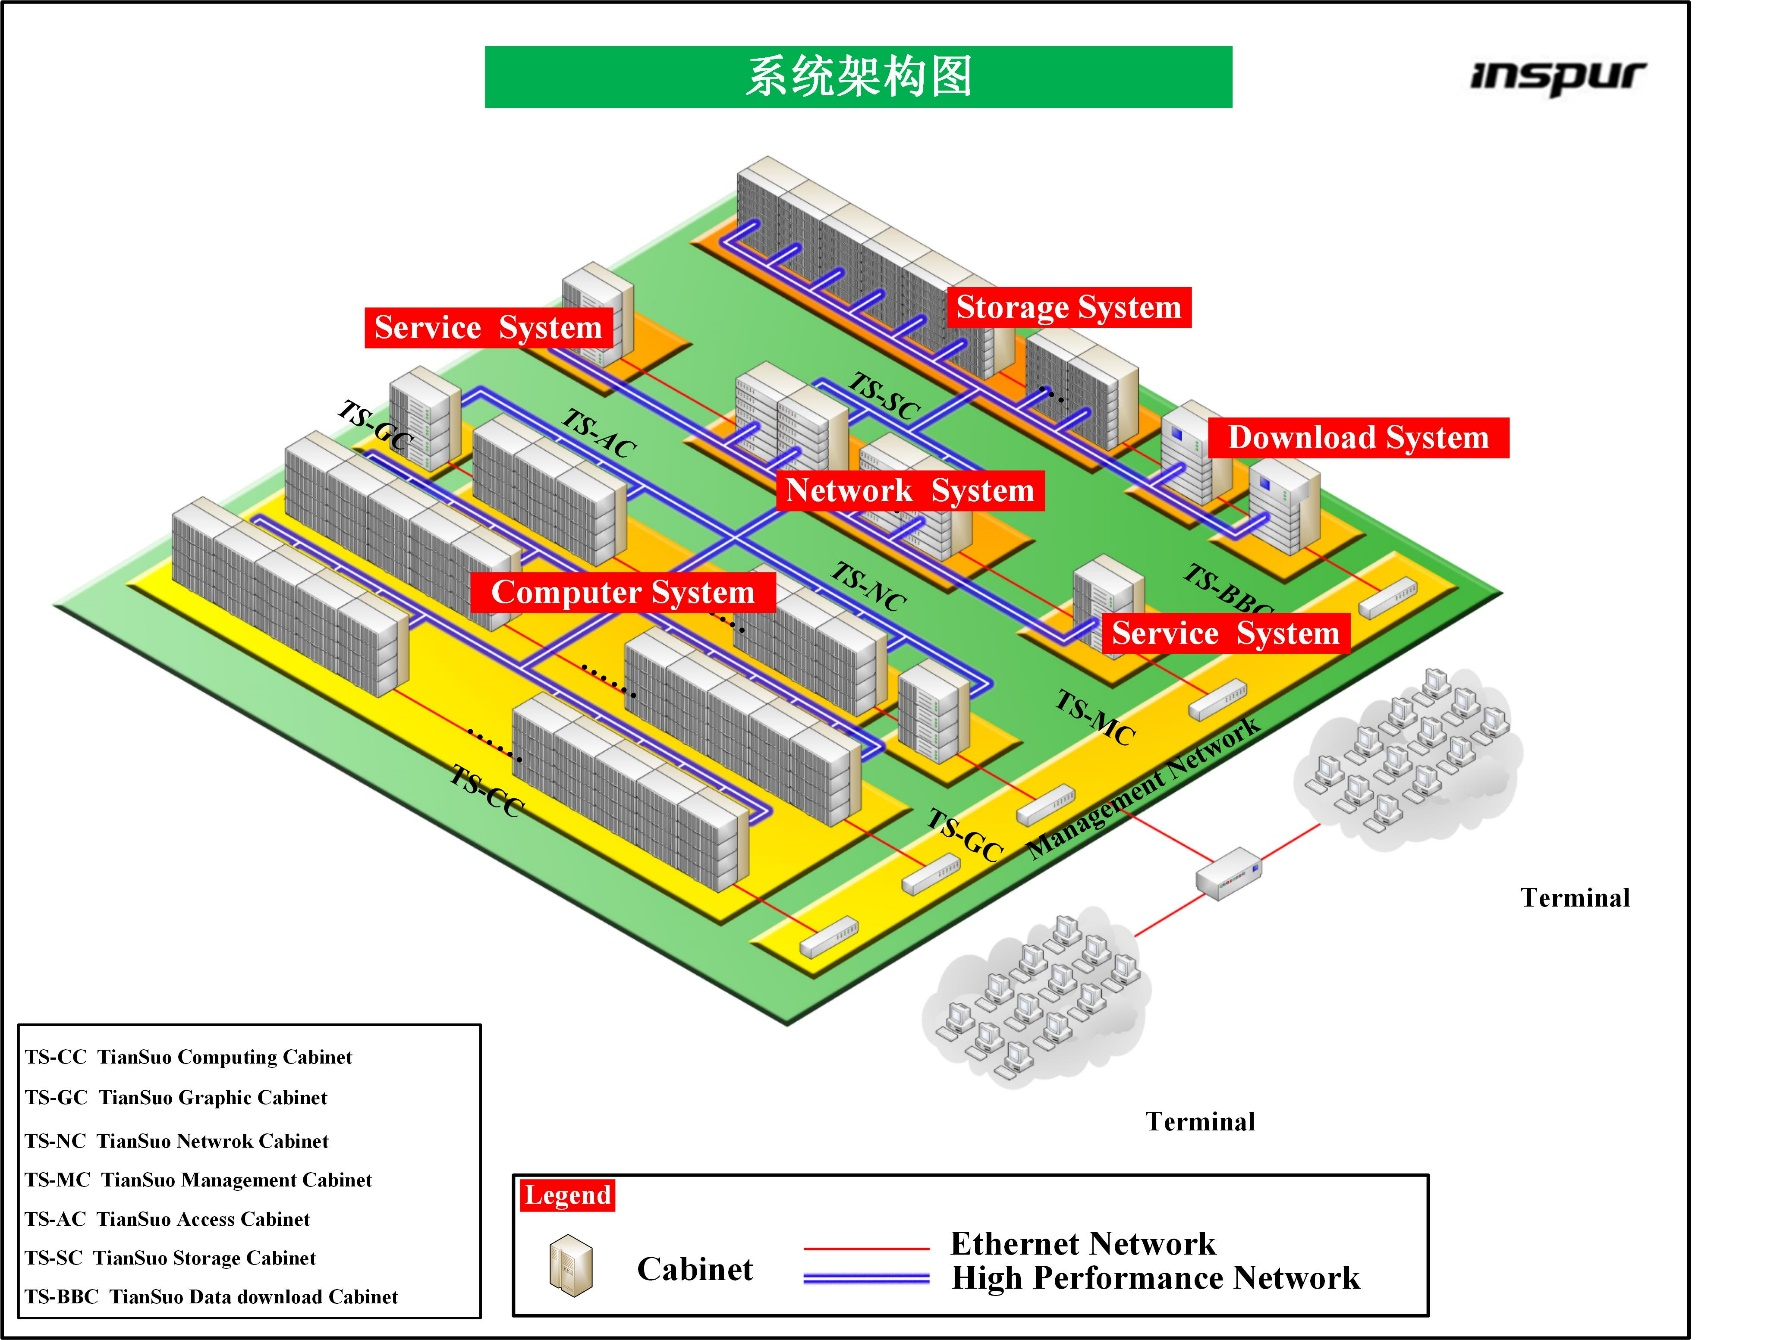 系统架构图
inspur
Storage System
Service  System
TS-SC
TS-GC
TS-AC
Download System
Network  System
TS-NC
TS-BBC
Computer System
Service  System
TS-MC
Management Network
TS-CC
TS-GC
Terminal
Terminal
TS-CC  TianSuo Computing Cabinet
TS-GC  TianSuo Graphic Cabinet
TS-NC  TianSuo Netwrok Cabinet
TS-MC  TianSuo Management Cabinet
TS-AC  TianSuo Access Cabinet
TS-SC  TianSuo Storage Cabinet
TS-BBC  TianSuo Data download Cabinet
Legend
Cabinet
Ethernet Network
High Performance Network